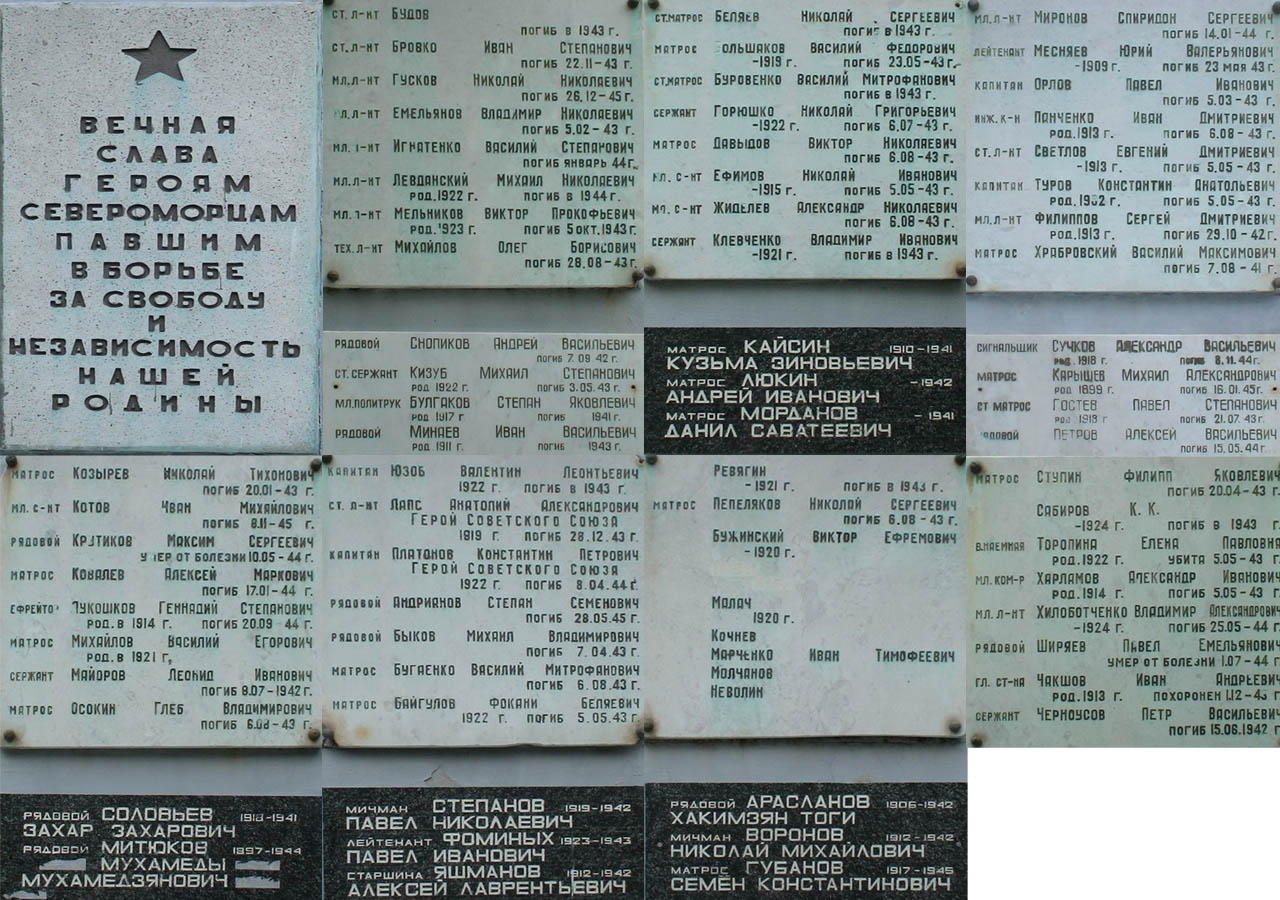 ВЕЧНАЯ
СЛАВА
ГЕРОЯМ
СЕВЕРОМОРЦАМ
ПАВШИМ
В БОРЬБЕ
ЗА СВОБОДУ
И
НЕЗАВИСИМОСТЬ
НАШЕЙ
РОДИНЫ
СТ. Л-НТ БУДОВ
ПОГИБ В 1943 Г.
СТ. Л-НТ БРОВКО ИВАН СТЕПАНОВИЧ
ПОГИБ 22.11-43 Г.
МЛ. Л-НТ ГУСКОВ НИКОЛАЙ НИКОЛАЕВИЧ
ПОГИБ 26.12-45 Г.
МЛ. Л-НТ ЕМЕЛЬЯНОВ ВЛАДИМИР НИКОЛАЕВИЧ
ПОГИБ 5.02-43 Г.
МЛ. Л-НТ ИГНАТЕНКО ВАСИЛИЙ СТЕПАНОВИЧ
ПОГИБ ЯНВАРЬ 44 Г.
МЛ. Л-НТ ЛЕВДАНСКИЙ МИХАИЛ НИКОЛАЕВИЧ
РОД. 1922 Г. ПОГИБ В 1944 Г.
МЛ. Л-НТ МЕЛЬНИКОВ ВИКТОР ПРОКОФЬЕВИЧ
РОД. 1923 Г. ПОГИБ 5 ОКТ. 1943 Г.
ТЕХ. Л-НТ МИХАЙЛОВ ОЛЕГ БОРИСОВИЧ
ПОГИБ 28.08-43 Г.
РЯДОВОЙ СНОПИКОВ АНДРЕЙ ВАСИЛЬЕВИЧ
ПОГИБ 7.09 42 Г.
СТ. СЕРЖАНТ КИЗУБ МИХАИЛ СТЕПАНОВИЧ
РОД 1922 Г. ПОГИБ 3.05.43 Г.
МЛ. ПОЛИТРУК БУЛГАКОВ СТЕПАН ЯКОВЛЕВИЧ
РОД 1917 Г. ПОГИБ 1941 Г.
РЯДОВОЙ МИНАЕВ ИВАН ВАСИЛЬЕВИЧ
РОД 1911 Г. ПОГИБ 1943 Г.
СТ. МАТРОС БЕЛЯЕВ НИКОЛАЙ СЕРГЕЕВИЧ
ПОГИБ В 1943 Г.
МАТРОС БОЛЬШАКОВ ВАСИЛИЙ ФЕДОРОВИЧ
-1919 Г. ПОГИБ 23.05-43 Г.
СТ. МАТРОС БУРОВЕНКО ВАСИЛИЙ МИТРОФАНОВИЧ
ПОГИБ В 1943 Г.
СЕРЖАНТ ГОРЮШКО НИКОЛАЙ ГРИГОРЬЕВИЧ
-1922 Г. ПОГИБ 6.07-43 Г.
МАТРОС ДАВЫДОВ ВИКТОР НИКОЛАЕВИЧ
ПОГИБ 6.08-43 Г.
МЛ. С-НТ ЕФИМОВ НИКОЛАЙ ИВАНОВИЧ
-1915 Г. ПОГИБ 5.05-43 Г.
МЛ. С-НТ ЖИДЕЛЕВ АЛЕКСАНДР НИКОЛАЕВИЧ
ПОГИБ 6.08-43 Г.
СЕРЖАНТ КЛЕВЧЕНКО ВЛАДИМИР ИВАНОВИЧ
-1921 Г. ПОГИБ В 1943 Г.
МАТРОС КАЙСИН 1910-1941
КУЗЬМА ЗИНОВЬЕВИЧ
МАТРОС ЛЮКИН -1942
АНДРЕЙ ИВАНОВИЧ
МАТРОС МОРДАНОВ -1941
ДАНИЛ САВАТЕЕВИЧ
МЛ. Л-НТ МИРОНОВ СПИРИДОН СЕРГЕЕВИЧ
ПОГИБ 14.01-44 Г.
ЛЕЙТЕНАНТ МЕСНЯЕВ ЮРИЙ ВАЛЕРЬЯНОВИЧ
-1909 Г. ПОГИБ 23 МАЯ 43 Г.
КАПИТАН ОРЛОВ ПАВЕЛ ИВАНОВИЧ
ПОГИБ 5.03-43 Г.
ИНЖ. К-Н ПАНЧЕНКО ИВАН ДМИТРИЕВИЧ
РОД. 1913 Г. ПОГИБ 6.08-43 Г.
СТ. Л-НТ СВЕТЛОВ ЕВГЕНИЙ ДМИТРИЕВИЧ
-1913 Г. ПОГИБ 5.05-43 Г.
КАПИТАН ТУРОВ КОНСТАНТИН АНАТОЛЬЕВИЧ
ПОГИБ 5.05-43 Г.
МЛ. Л-НТ ФИЛИППОВ СЕРГЕЙ ДМИТРИЕВИЧ
РОД. 1913 Г. ПОГИБ 29.10-42 Г.
МАТРОС ХРАБРОВСКИЙ ВАСИЛИЙ МАКСИМОВИЧ
ПОГИБ 7.08-41 Г.
СИГНАЛЬЩИК СУЧКОВ АЛЕКСАНДР ВАСИЛЬЕВИЧ
РОД. 1918 Г. ПОГИБ 8.11.44 Г.
МАТРОС КАРЫЩЕВ МИХАИЛ АЛЕКСАНДРОВИЧ
РОД 1899 Г. ПОГИБ 16.01.45 Г.
СТ МАТРОС ГОСТЕВ ПАВЕЛ СТЕПАНОВИЧ
РОД 1913 Г. ПОГИБ 21.07.43 Г.
РЯДОВОЙ ПЕТРОВ АЛЕКСЕЙ ВАСИЛЬЕВИЧ
ПОГИБ 15.05.44 Г.
МАТРОС КОЗЫРЕВ НИКОЛАЙ ТИХОНОВИЧ
ПОГИБ 20.01-43 Г.
МЛ. С-НТ КОТОВ ИВАН МИХАЙЛОВИЧ
ПОГИБ 8.11-45 Г.
РЯДОВОЙ КРУТИКОВ МАКСИМ СЕРГЕЕВИЧ
УМЕР ОТ БОЛЕЗНИ 10.05-44 Г.
МАТРОС КОВАЛЕВ АЛЕКСЕЙ МАРКОВИЧ
ПОГИБ 17.01-44 Г.
ЕФРЕЙТОР ЛУКОШКОВ ГЕННАДИЙ СТЕПАНОВИЧ
РОД. В 1914 Г. ПОГИБ 20.09-44 Г.
МАТРОС МИХАЙЛОВ ВАСИЛИЙ ЕГОРОВИЧ
РОД. В 1921 Г.
СЕРЖАНТ МАЙОРОВ ЛЕОНИД ИВАНОВИЧ
ПОГИБ 8.07-1942 Г.
МАТРОС ОСОКИН ГЛЕБ ВЛАДИМИРОВИЧ
ПОГИБ 6.08-43 Г.
РЯДОВОЙ СОЛОВЬЕВ 1918-1941
ЗАХАР ЗАХАРОВИЧ
РЯДОВОЙ МИТЮКОВ 1897-1944
МУХАМЕДЫ
МУХАМЕДЗЯНОВИЧ
КАПИТАН ЮЗОБ ВАЛЕНТИН ЛЕОНТЬЕВИЧ
1922 Г. ПОГИБ В 1943 Г.
СТ. Л-НТ ЛАПС АНАТОЛИЙ АЛЕКСАНДРОВИЧ
ГЕРОЙ СОВЕТСКОГО СОЮЗА
1919 Г. ПОГИБ 28.12.43 Г.
КАПИТАН ПЛАТОНОВ КОНСТАНТИН ПЕТРОВИЧ
ГЕРОЙ СОВЕТСКОГО СОЮЗА
1922 Г. ПОГИБ 8.04.44 Г.
РЯДОВОЙ АНДРИАНОВ СТЕПАН СЕМЕНОВИЧ
ПОГИБ 28.05.45 Г.
РЯДОВОЙ БЫКОВ МИХАИЛ ВЛАДИМИРОВИЧ
ПОГИБ 7.04.43 Г.
МАТРОС БУГАЕНКО ВАСИЛИЙ МИТРОФАНОВИЧ
ПОГИБ 6.08.43 Г.
МАТРОС БАЙГУЛОВ ФОКАНИ БЕЛЯЕВИЧ
1922 Г. ПОГИБ 5.05.43 Г.
МИЧМАН СТЕПАНОВ 1919-1942
ПАВЕЛ НИКОЛАЕВИЧ
ЛЕЙТЕНАНТ ФОМИНЫХ 1923-1943
ПАВЕЛ ИВАНОВИЧ
СТАРШИНА ЯШМАНОВ 1912-1942
АЛЕКСЕЙ ЛАВРЕНТЬЕВИЧ
РЕВЯГИН
-1921 Г. ПОГИБ В 1943 Г.
МАТРОС ПЕПЕЛЯКОВ НИКОЛАЙ СЕРГЕЕВИЧ
ПОГИБ 6.08-43 Г.
БУЖИНСКИЙ ВИКТОР ЕФРЕМОВИЧ
-1920 Г.
МАЛАЧ
1920 Г.
КОЧНЕВ
МАРЧЕНКО ИВАН ТИМОФЕЕВИЧ
МОЛЧАНОВ
НЕВОЛИН
РЯДОВОЙ АРАСЛАНОВ 1906-1942
ХАКИМЗЯН ТОГИ
МИЧМАН ВОРОНОВ 1912-1942
НИКОЛАЙ МИХАЙЛОВИЧ
МАТРОС ГУБАНОВ 1917-1945
СЕМЁН КОНСТАНТИНОВИЧ
МАТРОС СТУПИН ФИЛИПП ЯКОВЛЕВИЧ
ПОГИБ 20.04-43 Г.
САБИРОВ К. К.
-1924 Г. ПОГИБ В 1943 Г.
В.НАЕМНАЯ ТОРОПИНА ЕЛЕНА ПАВЛОВНА
РОД. 1922 Г. УБИТА 5.05-43 Г.
МЛ. КОМ-Р ХАРЛАМОВ АЛЕКСАНДР ИВАНОВИЧ
РОД. 1914 Г. ПОГИБ 5.05-43 Г.
МЛ. Л-НТ ХИЛОБОТЧЕНКО ВЛАДИМИР АЛЕКСАНДРОВИЧ
-1924 Г. ПОГИБ 25.05-44 Г.
РЯДОВОЙ ШИРЯЕВ ПАВЕЛ ЕМЕЛЬЯНОВИЧ
УМЕР ОТ БОЛЕЗНИ 1.07-44 Г.
ГЛ. СТ-НА ЧАКШОВ ИВАН АНДРЕЕВИЧ
РОД. 1913 Г. ПОХОРОНЕН
СЕРЖАНТ ЧЕРНОУСОВ ПЕТР ВАСИЛЬЕВИЧ
ПОГИБ 15.06.1942 Г.